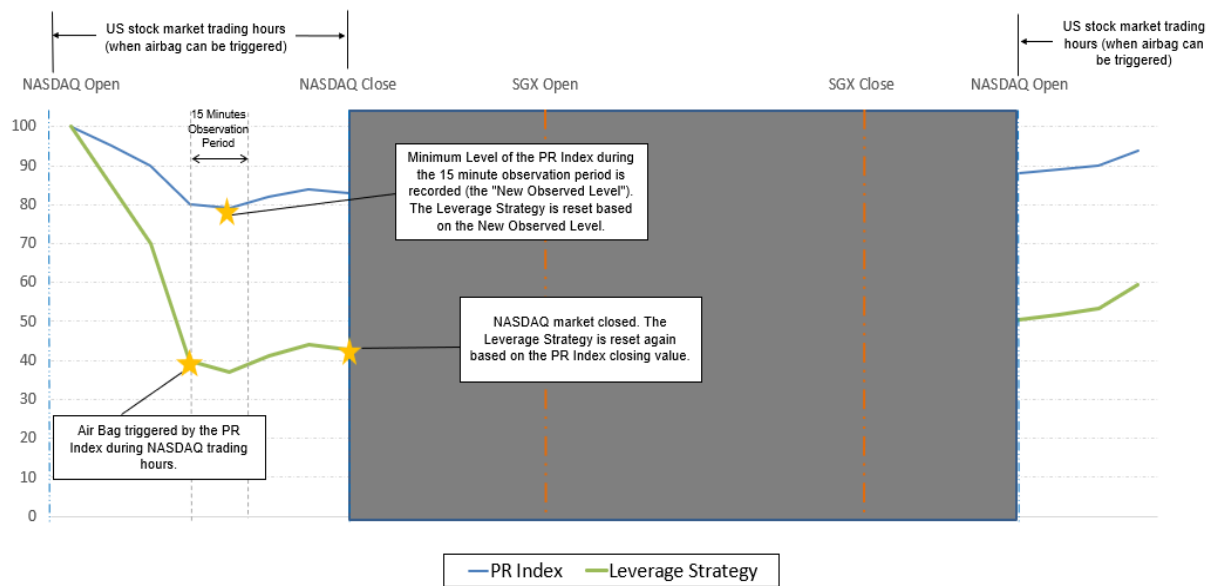 US stock market trading hours
(when airbag can be triggered)
US stock market trading
hours (when airbag can
be triggered)
NASDAQ Open
NASDAQ Close
SGX Open
SGX Close
NASDAQ Open
15 Minutes
Observation
Period
100
90
80
70
60
50
40
30
20
10
0
Minimum Level of the PR Index during
the 15 minute observation period is
recorded (the "New Observed Level").
The Leverage Strategy is reset based
on the New Observed Level.
NASDAQ market closed. The
Leverage Strategy is reset again
based on the PR Index closing value.
Air Bag triggered by the PR
Index during NASDAQ trading
hours.
PR Index
Leverage Strategy